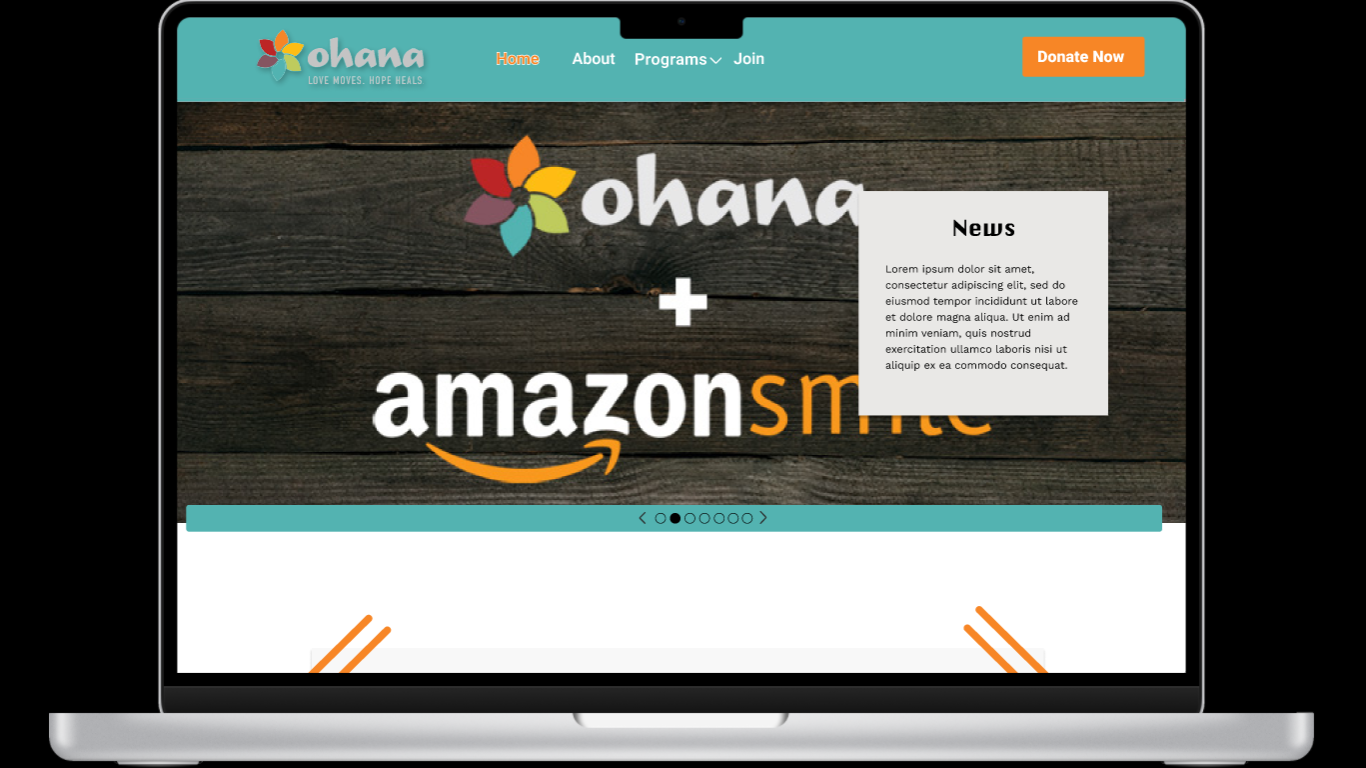 ohana
LOVE MOVES. HOPE HEALS
Home About Programs Join
Donate Now
ohana
+
amazonsmile
News
Lorem ipsum dolor sit amet,
consectetur adipiscing elit, sed do
eiusmod tempor incididunt ut labore
et dolore magna aliqua. Ut enim ad
minim veniam, quis nostrud
exercitation ullamco laboris nisi ut
aliquip ex ea commodo consequat.